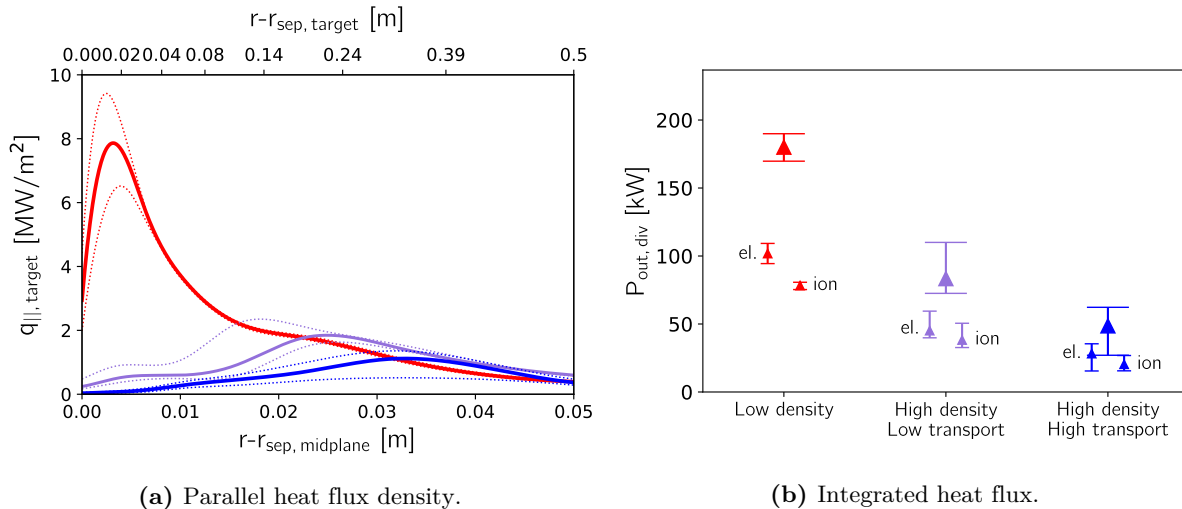 r-r_sep, target [m]
0.00 0.02 0.04 0.08 0.14 0.24 0.39 0.5
10
8
6
4
2
0
q_||, target [MW/m²]
0.00 0.01 0.02 0.03 0.04 0.05
r-r_sep, midplane [m]
(a) Parallel heat flux density.
P_out, div [kW]
200
150
100
50
0
el.
ion
el.
ion
el.
ion
Low density
High density
Low transport
High density
High transport
(b) Integrated heat flux.